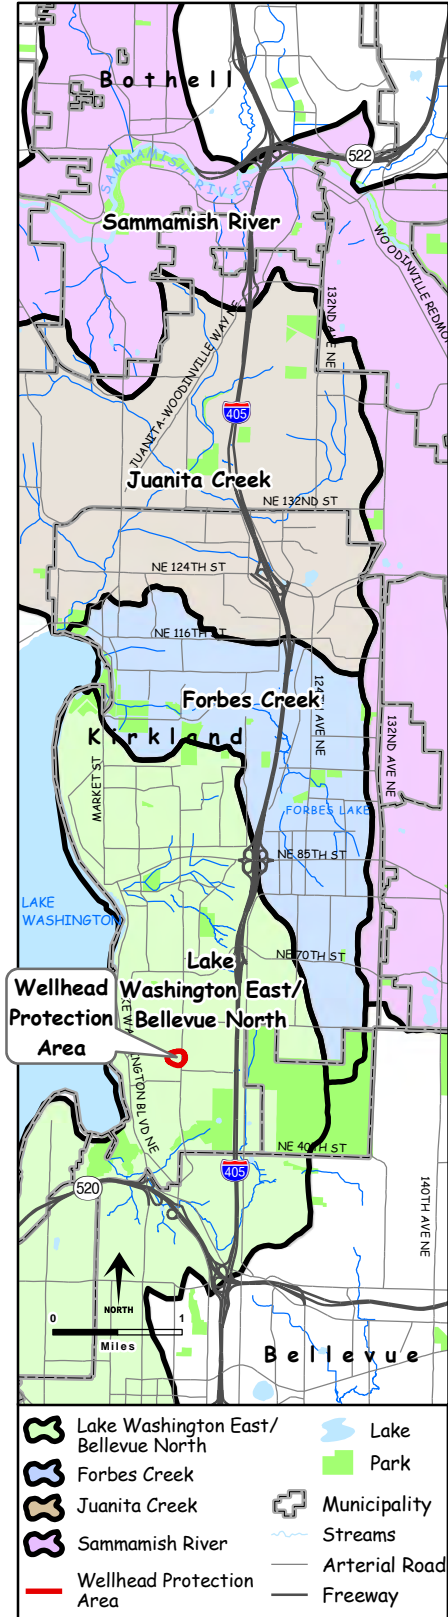 Bothell
522
SAMMAMISH RIVER
Sammamish River
WOODINVILLE REDMO
132ND AVE NE
JUANITA-WOODINVILLE WAY NE
405
Juanita Creek
NE 132ND ST
NE 124TH ST
NE 116TH ST
Forbes Creek
124TH AVE NE
Kirkland
132ND AVE NE
MARKET ST
FORBES LAKE
NE 85TH ST
LAKE
WASHINGTON
NE 70TH ST
Lake
Washington East/
Bellevue North
Wellhead
Protection
Area
NE 40TH ST
405
520
140TH AVE NE
NORTH
0 1
Miles
Bellevue
Lake Washington East/
Bellevue North
Forbes Creek
Juanita Creek
Sammamish River
Wellhead Protection
Area
Lake
Park
Municipality
Streams
Arterial Road
Freeway